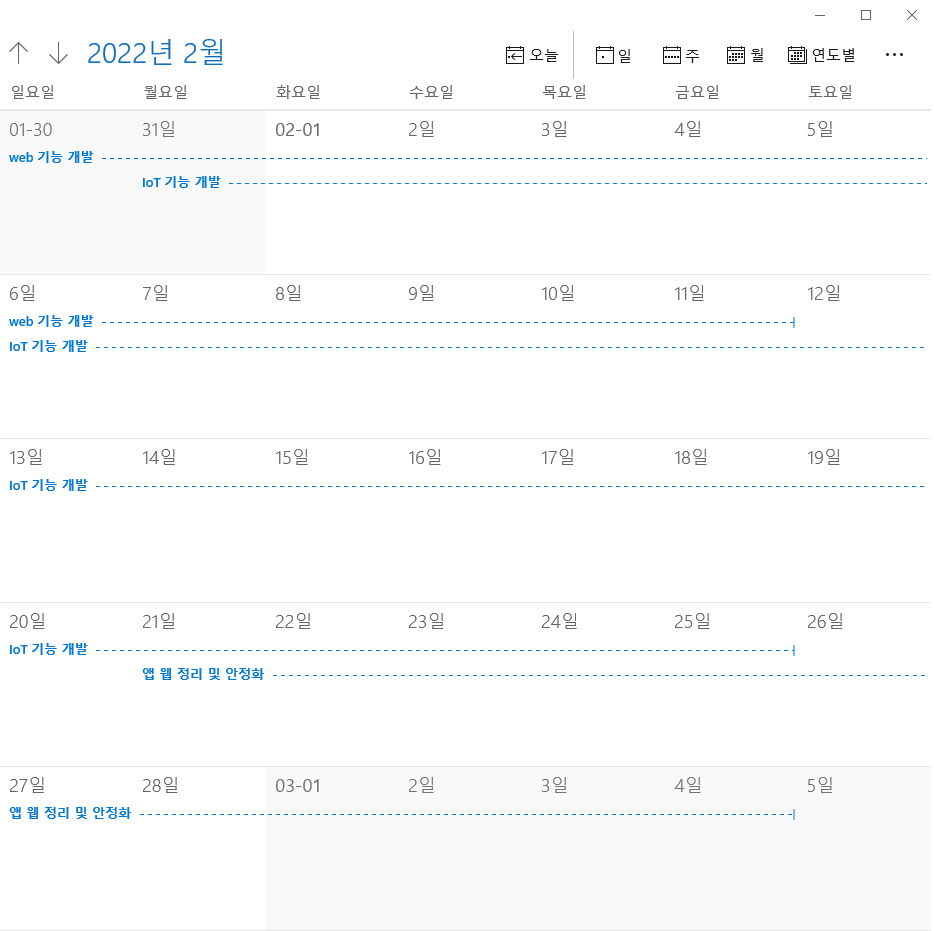 2022년 2월 오늘 일 주 월 연도별
일요일 월요일 화요일 수요일 목요일 금요일 토요일
01-30 31일 02-01 2일 3일 4일 5일
web 기능 개발
IoT 기능 개발
6일 7일 8일 9일 10일 11일 12일
web 기능 개발
IoT 기능 개발
13일 14일 15일 16일 17일 18일 19일
IoT 기능 개발
20일 21일 22일 23일 24일 25일 26일
IoT 기능 개발
앱 웹 정리 및 안정화
27일 28일 03-01 2일 3일 4일 5일
앱 웹 정리 및 안정화